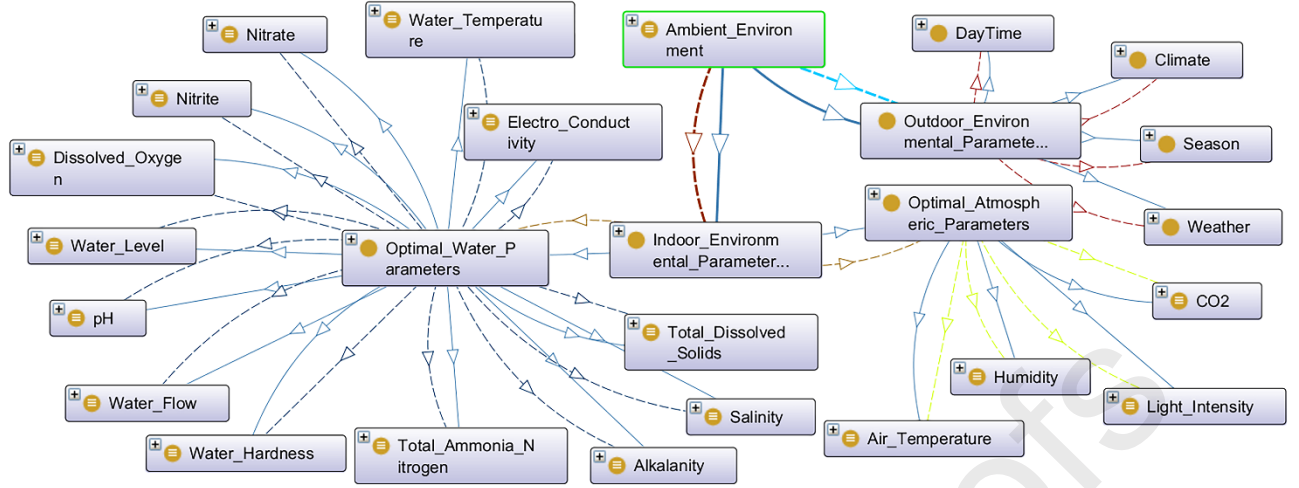 Nitrate
Water_Temperatu
re
Ambient_Environ
ment
DayTime
Climate
Nitrite
Electro_Conduct
ivity
Outdoor_Environ
mental_Paramete...
Season
Dissolved_Oxyge
n
Optimal_Atmosph
eric_Parameters
Weather
Water_Level
Optimal_Water_P
arameters
Indoor_Environm
ental_Parameter...
CO2
pH
Total_Dissolved
_Solids
Humidity
Light_Intensity
Water_Flow
Salinity
Air_Temperature
Water_Hardness
Total_Ammonia_N
itrogen
Alkalanity
ofs